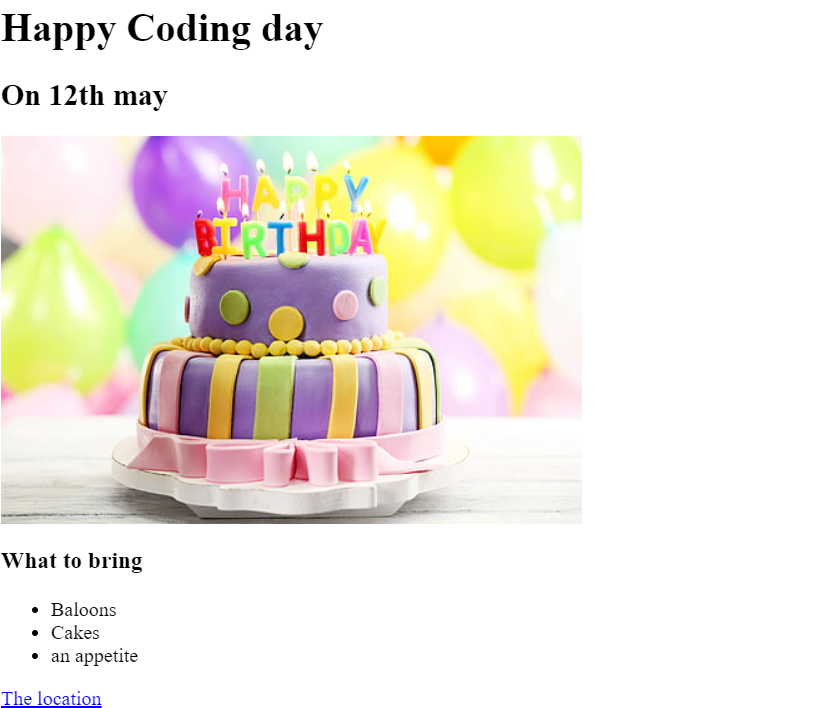 Happy Coding day
On 12th may
HAPPY
BIRTHDAY
What to bring
Baloons
Cakes
an appetite
The location